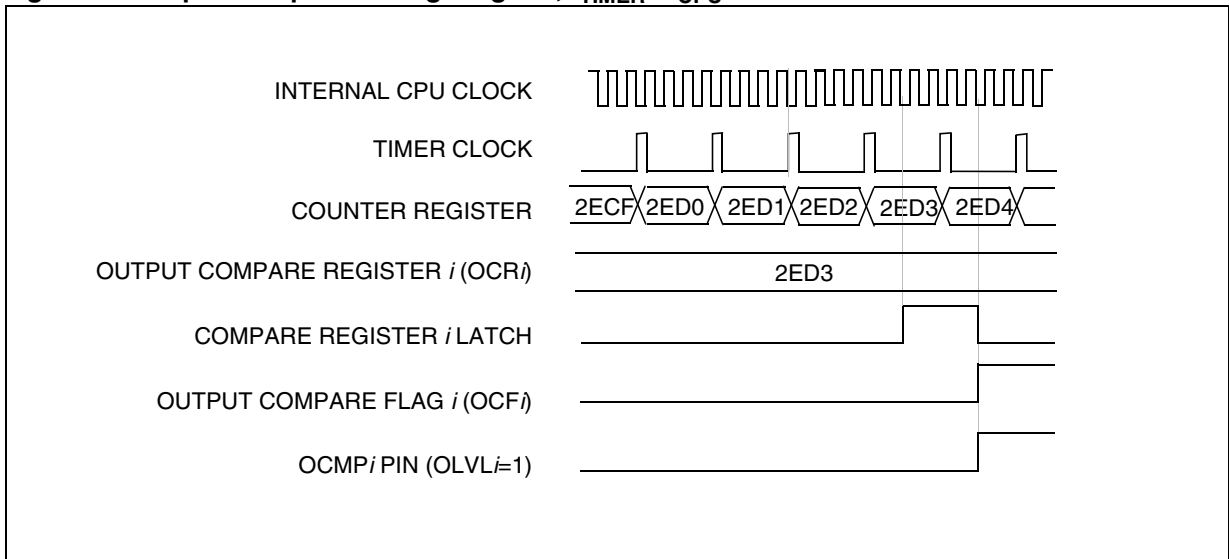 TIMER
INTERNAL CPU CLOCK
TIMER CLOCK
COUNTER REGISTER 2ECF 2ED0 2ED1 2ED2 2ED3 2ED4
OUTPUT COMPARE REGISTER i (OCRi) 2ED3
COMPARE REGISTER i LATCH
OUTPUT COMPARE FLAG i (OCFi)
OCMPi PIN (OLVLi=1)